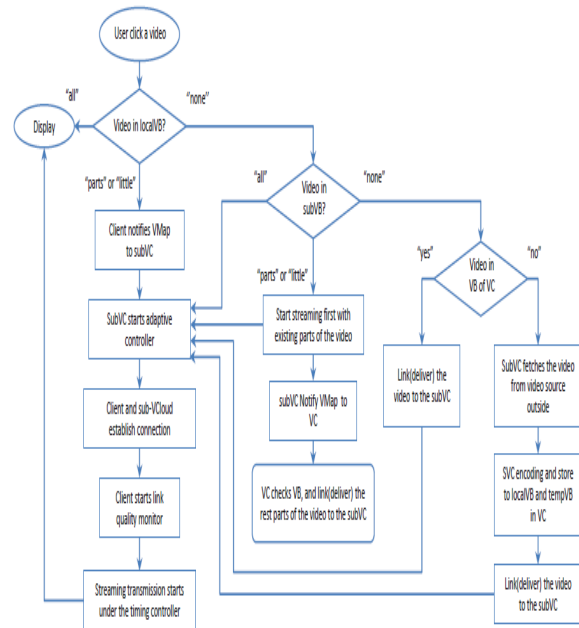 User click a video
"all"
"none"
Display
Video in localVB?
"parts" or "little"
"all"
Video in
subVB?
"none"
Client notifies VMap
to subVC
"yes"
Video in
VB of VC
"no"
"parts" or "little"
SubVC starts adaptive
controller
Start streaming first with
existing parts of the video
Link(deliver) the
video to the subVC
SubVC fetches the video
from video source
outside
Client and sub-VCloud
establish connection
subVC Notify VMap to
VC
Client starts link
quality monitor
VC checks VB, and link(deliver) the
rest parts of the video to the subVC
SVC encoding and store
to localVB and tempVB
in VC
Streaming transmission starts
under the timing controller
Link(deliver) the video
to the subVC